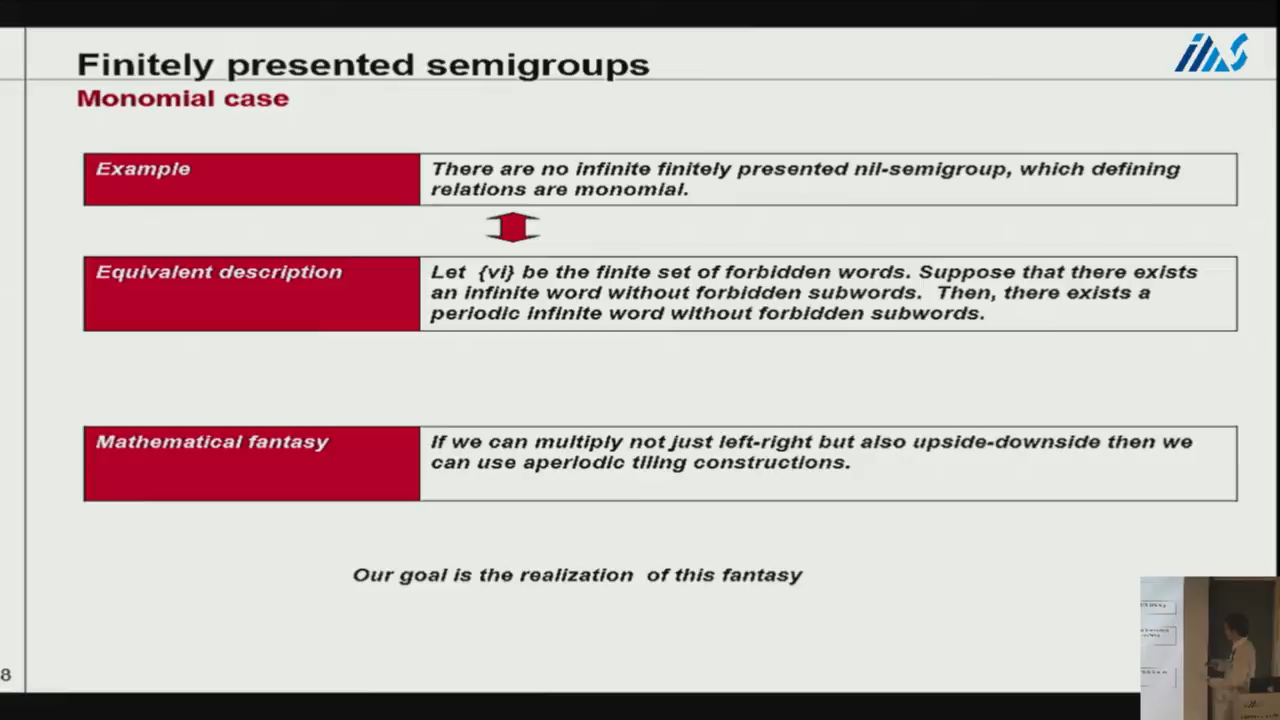 Finitely presented semigroups
Monomial case
Example
There are no infinite finitely presented nil-semigroup, which defining
relations are monomial.
Equivalent description
Let {vi} be the finite set of forbidden words. Suppose that there exists
an infinite word without forbidden subwords. Then, there exists a
periodic infinite word without forbidden subwords.
Mathematical fantasy
If we can multiply not just left-right but also upside-downside then we
can use aperiodic tiling constructions.
Our goal is the realization of this fantasy
8